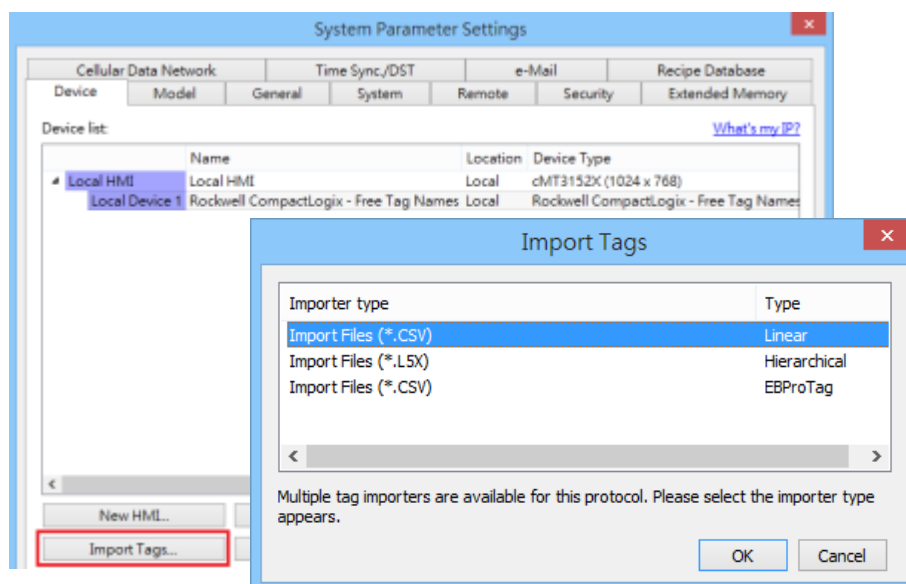 System Parameter Settings
Cellular Data Network Time Sync./DST e-Mail Recipe Database
Device Model General System Remote Security Extended Memory
Device list: What's my IP?
Name Location Device Type
Local HMI Local HMI Local cMT3152X (1024 x 768)
Local Device 1 Rockwell CompactLogix - Free Tag Names Local Rockwell CompactLogix - Free Tag Names
Import Tags
Importer type Type
Import Files (*.CSV) Linear
Import Files (*.L5X) Hierarchical
Import Files (*.CSV) EBProTag
Multiple tag importers are available for this protocol. Please select the importer type
appears.
New HMI...
Import Tags...
OK Cancel